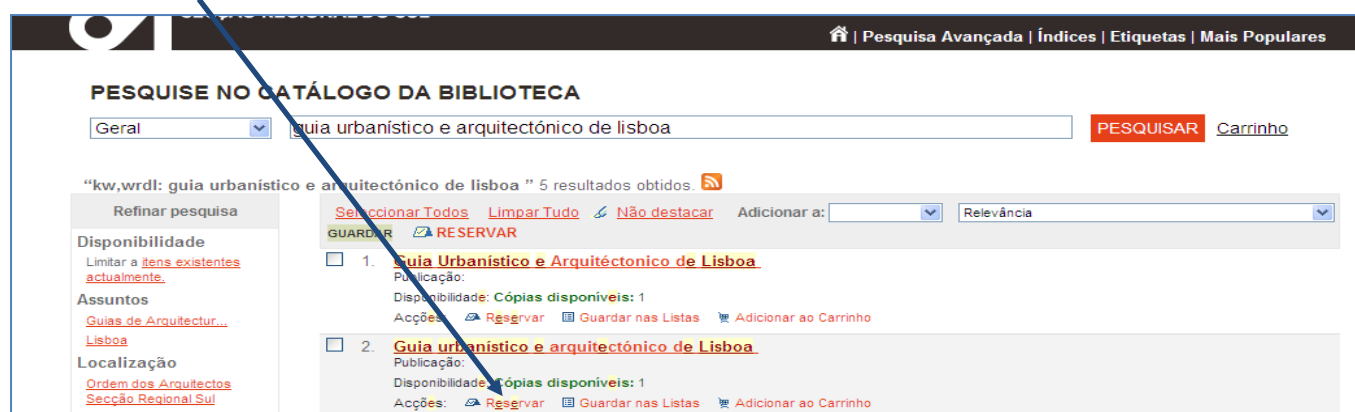 | Pesquisa Avançada | Índices | Etiquetas | Mais Populares
PESQUISE NO CATÁLOGO DA BIBLIOTECA
Geral guia urbanístico e arquitectónico de lisboa PESQUISAR Carrinho
“kw,wrdl: guia urbanístico e arquitectónico de lisboa ” 5 resultados obtidos.
Refinar pesquisa
Disponibilidade
Limitar a itens existentes
actualmente.
Assuntos
Guias de Arquitectur...
Lisboa
Localização
Ordem dos Arquitectos
Secção Regional Sul
Seleccionar Todos Limpar Tudo Não destacar Adicionar a: Relevância
GUARDAR RESERVAR
1. Guia Urbanístico e Arquitéctonico de Lisboa
Publicação:
Disponibilidade: Cópias disponíveis: 1
Acções: Reservar Guardar nas Listas Adicionar ao Carrinho
2. Guia urbanístico e arquitectónico de Lisboa
Publicação:
Disponibilidade: Cópias disponíveis: 1
Acções: Reservar Guardar nas Listas Adicionar ao Carrinho